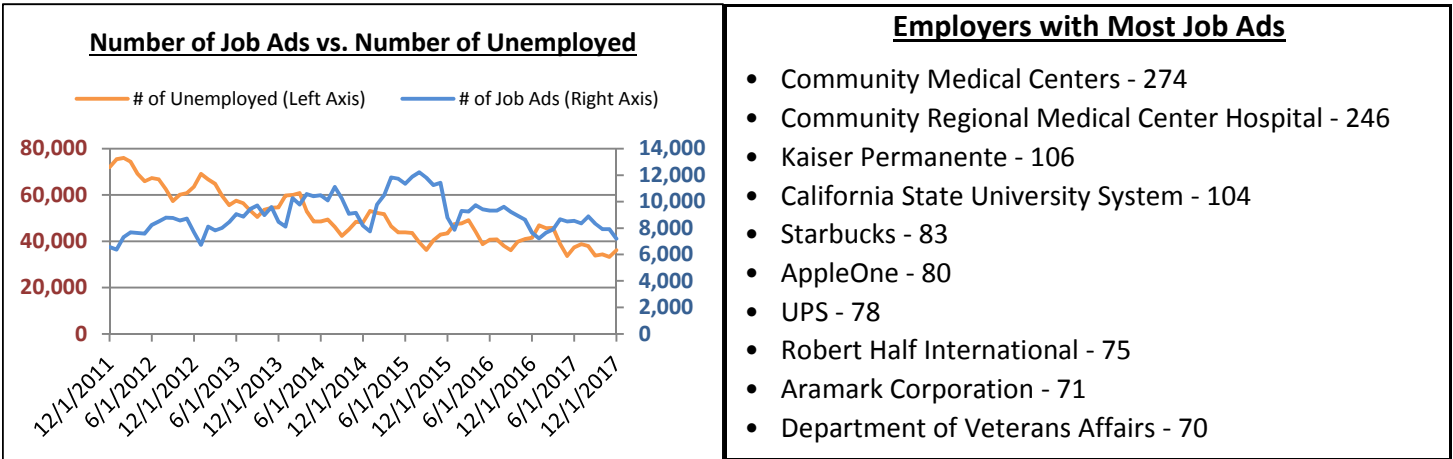 Number of Job Ads vs. Number of Unemployed
# of Unemployed (Left Axis) # of Job Ads (Right Axis)
80,000 14,000
12,000
60,000 10,000
8,000
40,000 6,000
20,000 4,000
2,000
0 0
12/1/2011 6/1/2012 12/1/2012 6/1/2013 12/1/2013 6/1/2014 12/1/2014 6/1/2015 12/1/2015 6/1/2016 12/1/2016 6/1/2017 12/1/2017
Employers with Most Job Ads
• Community Medical Centers - 274
• Community Regional Medical Center Hospital - 246
• Kaiser Permanente - 106
• California State University System - 104
• Starbucks - 83
• AppleOne - 80
• UPS - 78
• Robert Half International - 75
• Aramark Corporation - 71
• Department of Veterans Affairs - 70